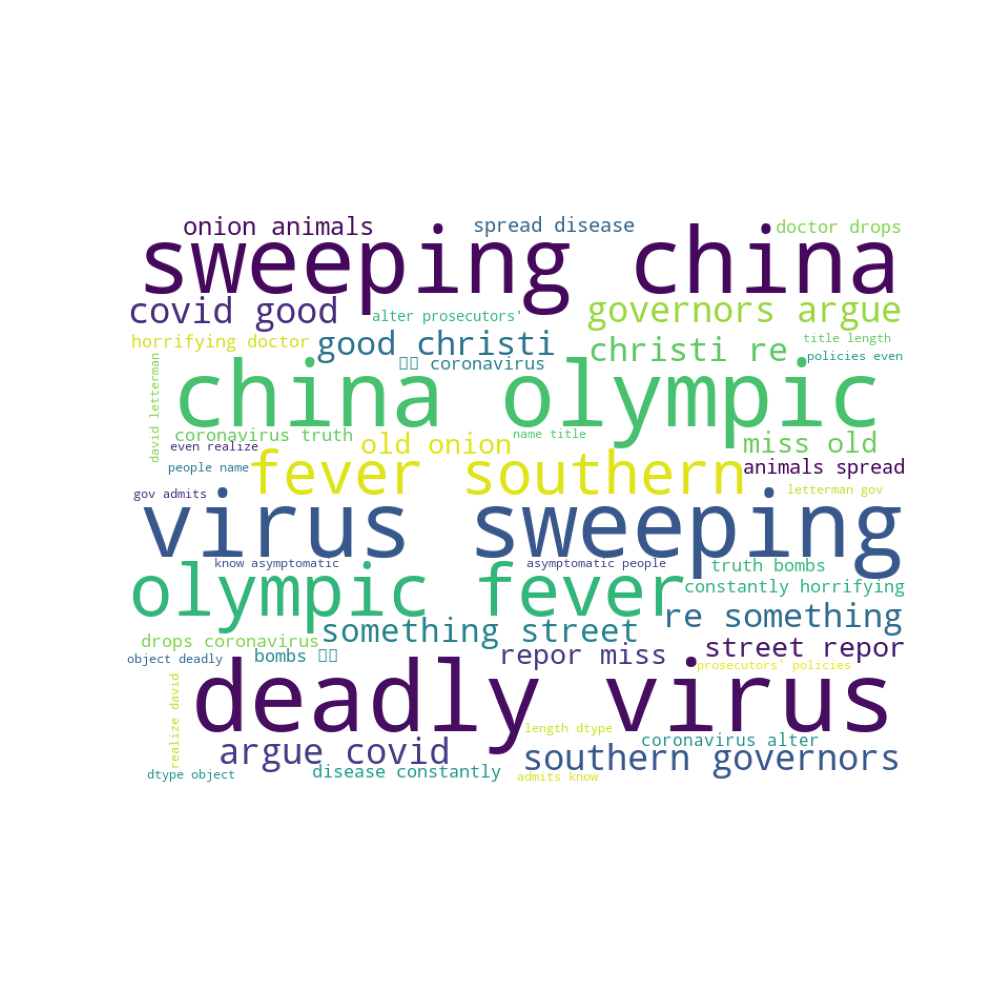 onion animals
spread disease
doctor drops
sweeping china
covid good
alter prosecutors'
governors argue
horrifying doctor
good christi
christi re
title length
policies even
▯▯ coronavirus
david letterman
china olympic
coronavirus truth
old onion
name title
miss old
even realize
people name
fever southern
animals spread
gov admits
letterman gov
virus sweeping
know asymptomatic
asymptomatic people
truth bombs
olympic fever
constantly horrifying
re something
something street
drops coronavirus
street repor
object deadly
bombs ▯▯
repor miss
prosecutors' policies
deadly virus
realize david
length dtype
argue covid
coronavirus alter
southern governors
dtype object
disease constantly
admits know